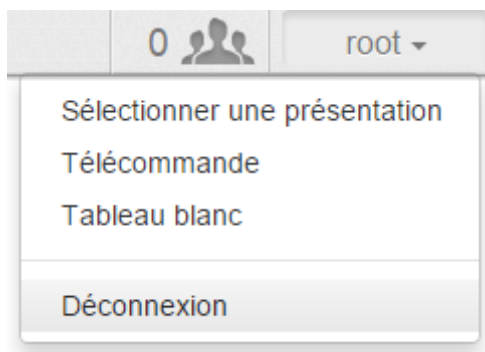 0 root
Sélectionner une présentation
Télécommande
Tableau blanc
Déconnexion